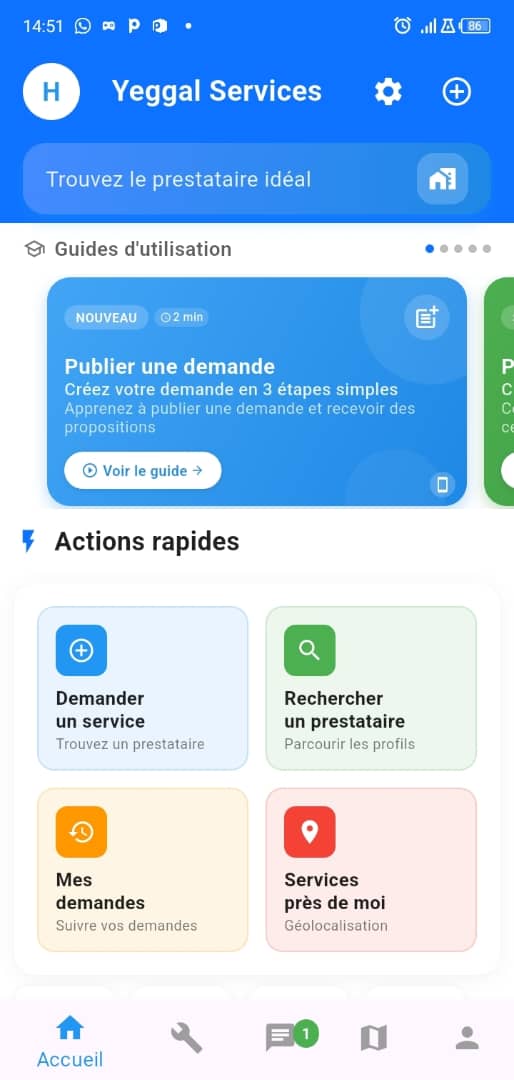 14:51
86
H
Yeggal Services
Trouvez le prestataire idéal
Guides d'utilisation
NOUVEAU
2 min
Publier une demande
Créez votre demande en 3 étapes simples
Apprenez à publier une demande et recevoir des
propositions
Voir le guide →
Actions rapides
Demander
un service
Trouvez un prestataire
Rechercher
un prestataire
Parcourir les profils
Mes
demandes
Suivre vos demandes
Services
près de moi
Géolocalisation
1
Accueil